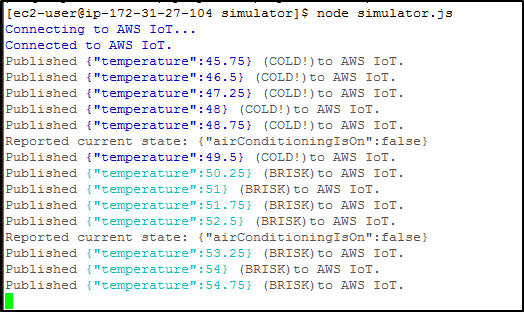 [ec2-user@ip-172-31-27-104 simulator]$ node simulator.js
Connecting to AWS IoT...
Connected to AWS IoT.
Published {"temperature":45.75} (COLD!)to AWS IoT.
Published {"temperature":46.5} (COLD!)to AWS IoT.
Published {"temperature":47.25} (COLD!)to AWS IoT.
Published {"temperature":48} (COLD!)to AWS IoT.
Published {"temperature":48.75} (COLD!)to AWS IoT.
Reported current state: {"airConditioningIsOn":false}
Published {"temperature":49.5} (COLD!)to AWS IoT.
Published {"temperature":50.25} (BRISK)to AWS IoT.
Published {"temperature":51} (BRISK)to AWS IoT.
Published {"temperature":51.75} (BRISK)to AWS IoT.
Published {"temperature":52.5} (BRISK)to AWS IoT.
Reported current state: {"airConditioningIsOn":false}
Published {"temperature":53.25} (BRISK)to AWS IoT.
Published {"temperature":54} (BRISK)to AWS IoT.
Published {"temperature":54.75} (BRISK)to AWS IoT.